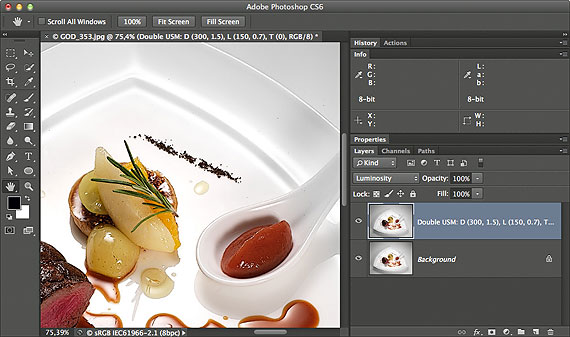 Adobe Photoshop CS6
Scroll All Windows 100% Fit Screen Fill Screen
× © GOD_353.jpg @ 75,4% (Double USM: D (300, 1.5), L (150, 0.7), T (0), RGB/8) *
History Actions
Info
R :
G :
B :
L :
a :
b :
8-bit
8-bit
X :
Y :
W :
H :
Properties
Layers Channels Paths
Kind
Luminosity Opacity: 100%
Lock: Fill: 100%
Double USM: D (300, 1.5), L (150, 0.7), T...
Background
75,39% © sRGB IEC61966-2.1 (8bpc)